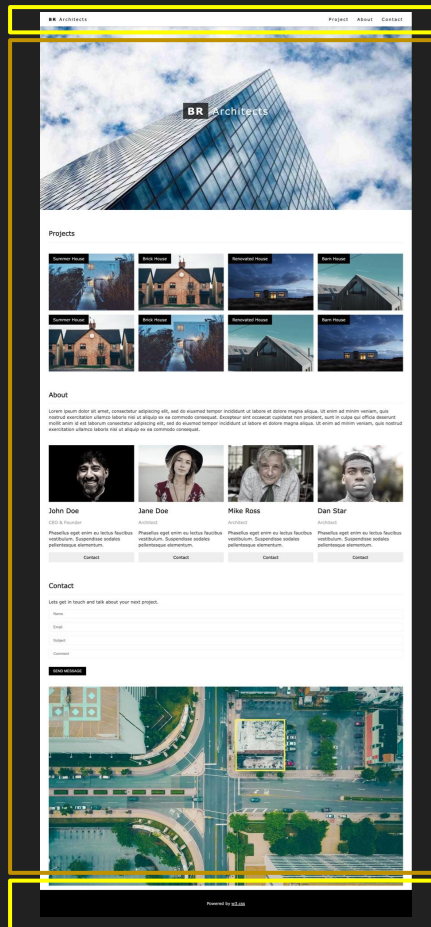 BR Architects
Project About Contact
BR Architects
Projects
Summer House
Brick House
Renovated House
Barn House
Summer House
Brick House
Renovated House
Barn House
About
Lorem ipsum dolor sit amet, consectetur adipiscing elit, sed do eiusmod tempor incididunt ut labore et dolore magna aliqua. Ut enim ad minim veniam, quis nostrud
exercitation ullamco laboris nisi ut aliquip ex ea commodo consequat. Excepteur sint occaecat cupidatat non proident, sunt in culpa qui officia deserunt
mollit anim id est laborum consectetur adipiscing elit, sed do eiusmod tempor incididunt ut labore et dolore magna aliqua. Ut enim ad minim veniam, quis nostrud
exercitation ullamco laboris nisi ut aliquip ex ea commodo consequat.
John Doe
CEO & Founder
Phasellus eget enim eu lectus faucibus
vestibulum. Suspendisse sodales
pellentesque elementum.
Contact
Jane Doe
Architect
Phasellus eget enim eu lectus faucibus
vestibulum. Suspendisse sodales
pellentesque elementum.
Contact
Mike Ross
Architect
Phasellus eget enim eu lectus faucibus
vestibulum. Suspendisse sodales
pellentesque elementum.
Contact
Dan Star
Architect
Phasellus eget enim eu lectus faucibus
vestibulum. Suspendisse sodales
pellentesque elementum.
Contact
Contact
Lets get in touch and talk about your next project.
Name
Email
Subject
Comment
SEND MESSAGE
Powered by w3.css